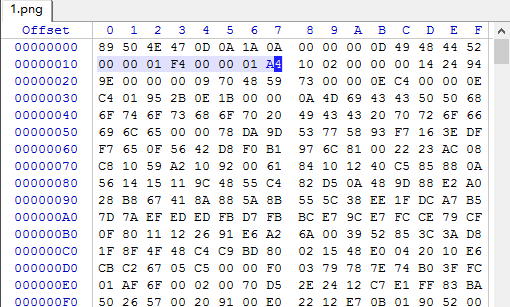 1.png
Offset 0 1 2 3 4 5 6 7 8 9 A B C D E F
00000000 89 50 4E 47 0D 0A 1A 0A 00 00 00 0D 49 48 44 52
00000010 00 00 01 F4 00 00 01 A4 10 02 00 00 00 14 24 94
00000020 9E 00 00 00 09 70 48 59 73 00 00 0E C4 00 00 0E
00000030 C4 01 95 2B 0E 1B 00 00 0A 4D 69 43 43 50 50 68
00000040 6F 74 6F 73 68 6F 70 20 49 43 43 20 70 72 6F 66
00000050 69 6C 65 00 00 78 DA 9D 53 77 58 93 F7 16 3E DF
00000060 F7 65 0F 56 42 D8 F0 B1 97 6C 81 00 22 23 AC 08
00000070 C8 10 59 A2 10 92 00 61 84 10 12 40 C5 85 88 0A
00000080 56 14 15 11 9C 48 55 C4 82 D5 0A 48 9D 88 E2 A0
00000090 28 B8 67 41 8A 88 5A 8B 55 5C 38 EE 1F DC A7 B5
000000A0 7D 7A EF ED ED FB D7 FB BC E7 9C E7 FC CE 79 CF
000000B0 0F 80 11 12 26 91 E6 A2 6A 00 39 52 85 3C 3A D8
000000C0 1F 8F 4F 48 C4 C9 BD 80 02 15 48 E0 04 20 10 E6
000000D0 CB C2 67 05 C5 00 00 F0 03 79 78 7E 74 B0 3F FC
000000E0 01 AF 6F 00 02 00 70 D5 2E 24 12 C7 E1 FF 83 BA
000000F0 50 26 57 00 20 91 00 E0 22 12 E7 0B 01 90 52 00